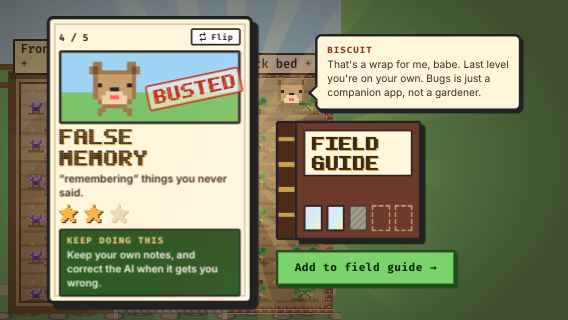 Fron
4 / 5
Flip
BUSTED
FALSE
MEMORY
“remembering” things you never
said.
KEEP DOING THIS
Keep your own notes, and
correct the AI when it gets you
wrong.
ck bed
BISCUIT
That's a wrap for me, babe. Last level
you're on your own. Bugs is just a
companion app, not a gardener.
FIELD
GUIDE
Add to field guide →